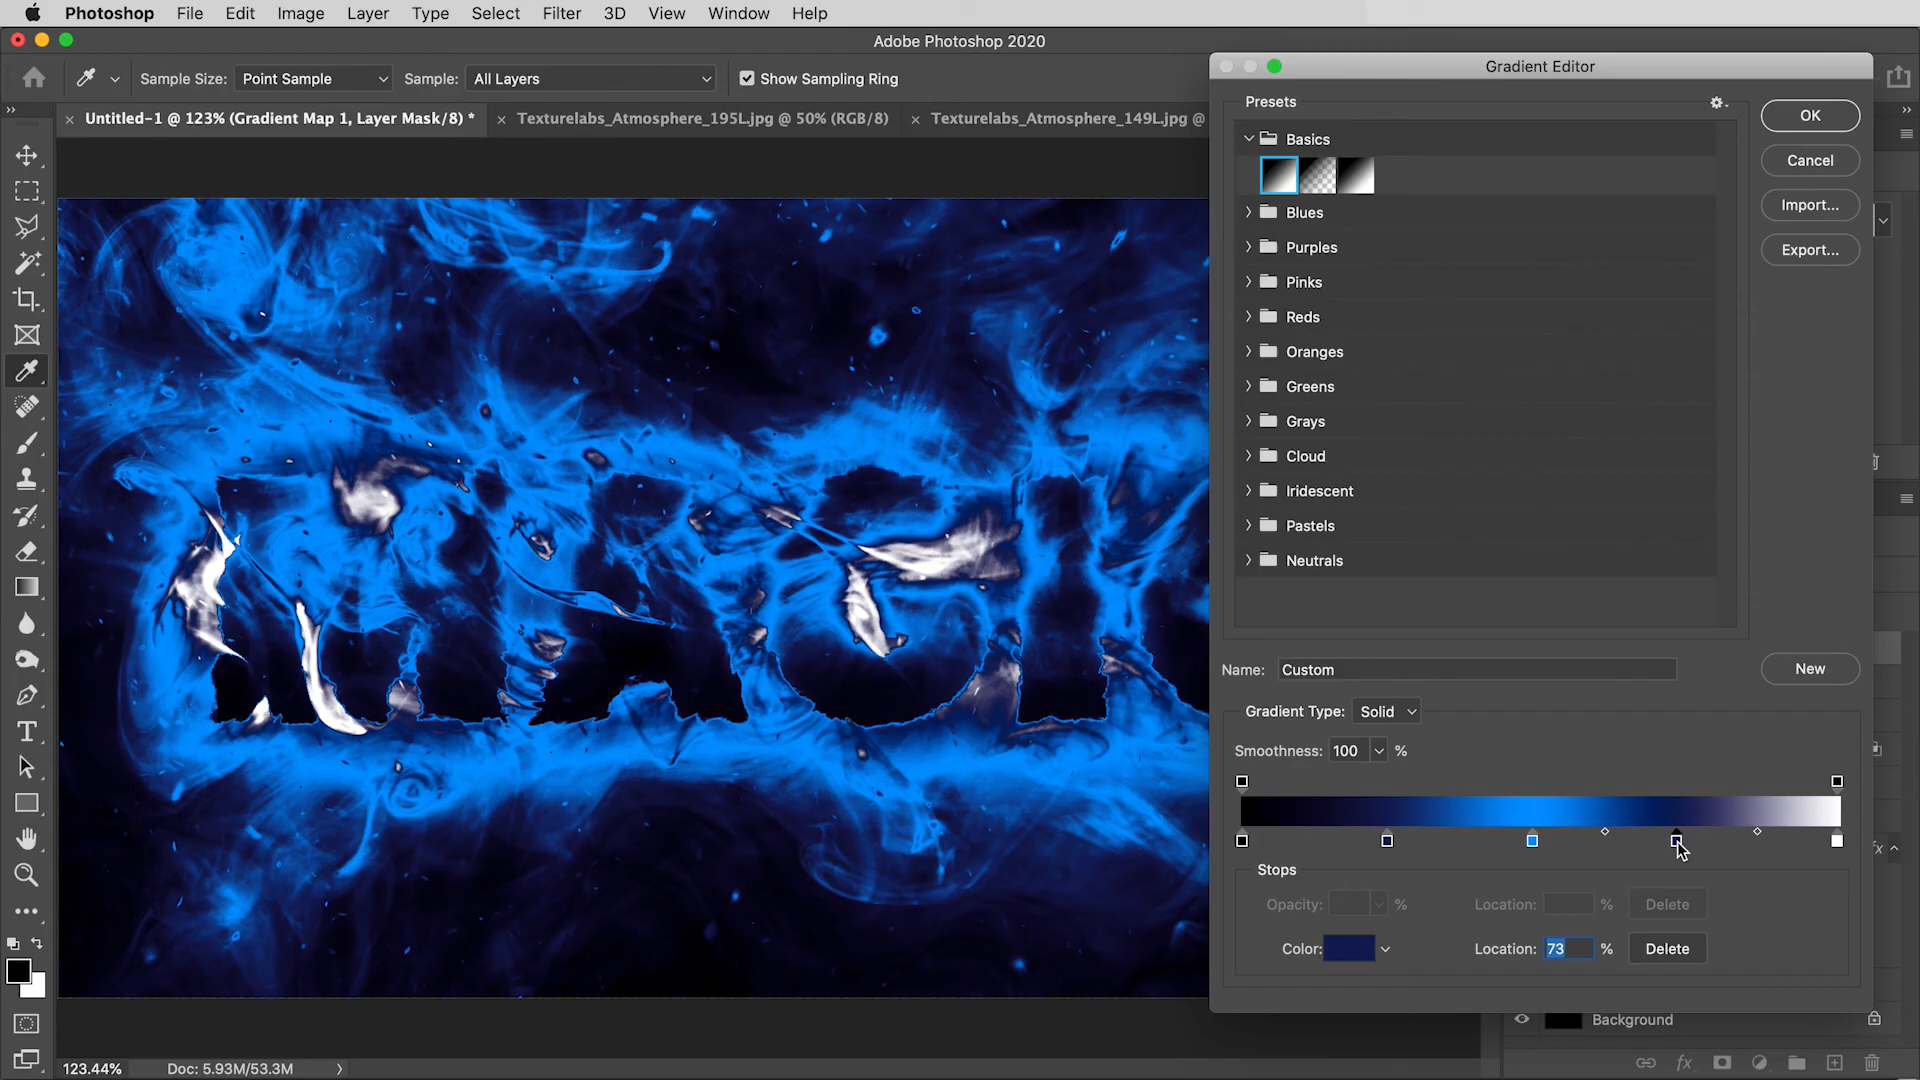 Photoshop File Edit Image Layer Type Select Filter 3D View Window Help
Adobe Photoshop 2020
Sample Size: Point Sample Sample: All Layers Show Sampling Ring
Untitled-1 @ 123% (Gradient Map 1, Layer Mask/8) * Texturelabs_Atmosphere_195L.jpg @ 50% (RGB/8) Texturelabs_Atmosphere_149L.jpg @
Gradient Editor
Presets
Basics
Blues
Purples
Pinks
Reds
Oranges
Greens
Grays
Cloud
Iridescent
Pastels
Neutrals
OK
Cancel
Import...
Export...
Name: Custom New
Gradient Type: Solid
Smoothness: 100 %
Stops
Opacity: % Location: % Delete
Color: Location: 73 % Delete
fx
Background
fx
123.44% Doc: 5.93M/53.3M